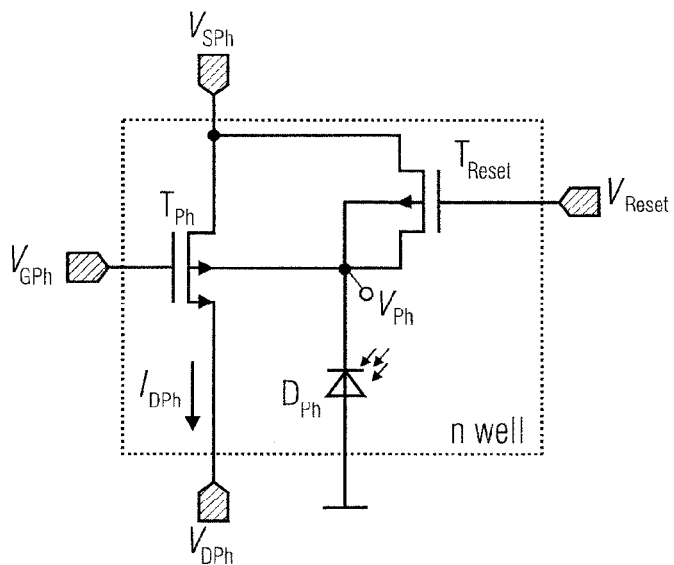 V_SPh
T_Reset
T_Ph
V_Reset
V_GPh
V_Ph
I_DPh
D_Ph
n well
V_DPh